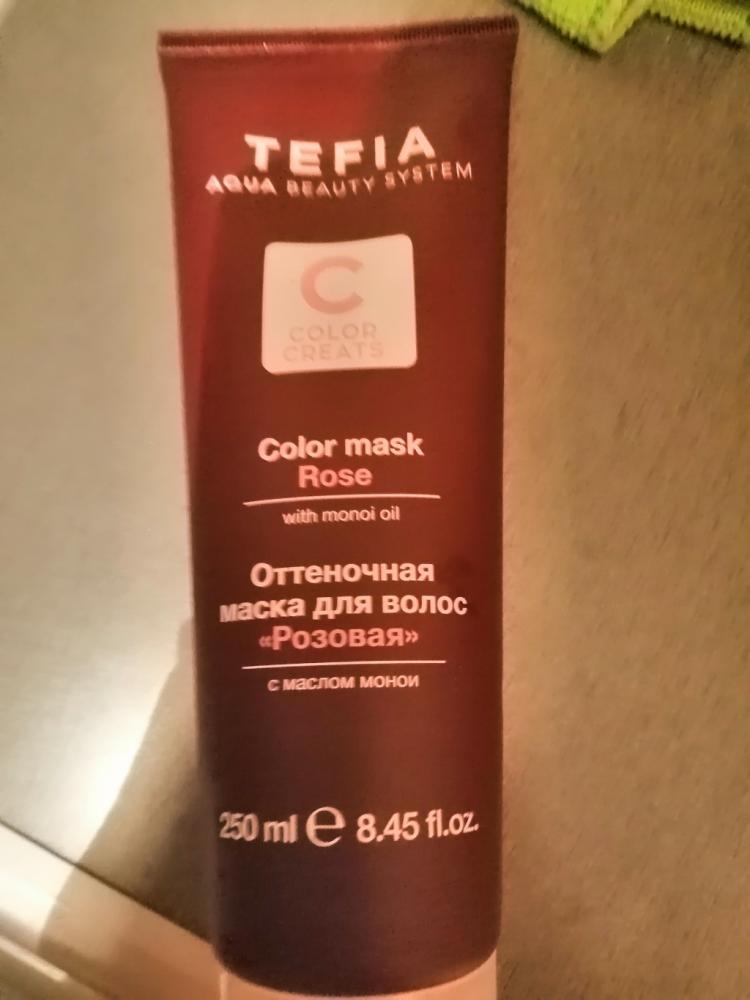 TEFIA
AQUA BEAUTY SYSTEM
C
COLOR
CREATS
Color mask
Rose
with monoi oil
Оттеночная
маска для волос
«Розовая»
с маслом монои
250 ml e 8.45 fl.oz.